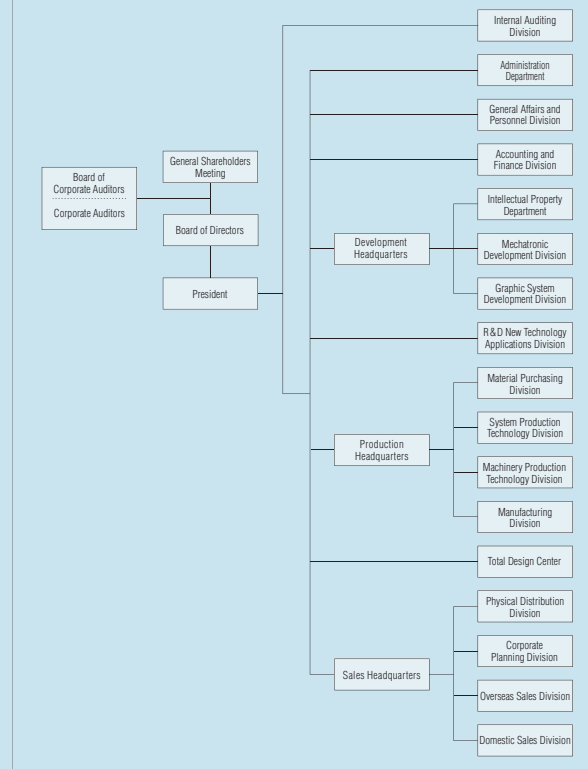 Internal Auditing
Division
Administration
Department
General Affairs and
Personnel Division
Accounting and
Finance Division
General Shareholders
Meeting
Board of
Corporate Auditors
Corporate Auditors
Board of Directors
President
Development
Headquarters
Intellectual Property
Department
Mechatronic
Development Division
Graphic System
Development Division
R&D New Technology
Applications Division
Production
Headquarters
Material Purchasing
Division
System Production
Technology Division
Machinery Production
Technology Division
Manufacturing
Division
Total Design Center
Sales Headquarters
Physical Distribution
Division
Corporate
Planning Division
Overseas Sales Division
Domestic Sales Division